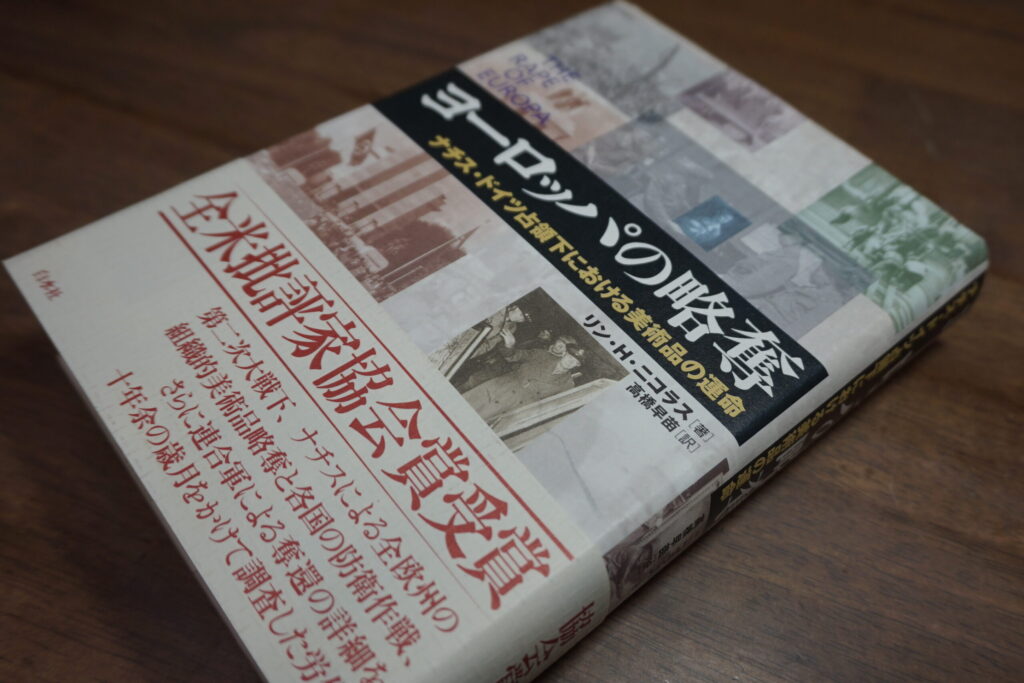 THE
RAPE
OF
EUROPA
ヨーロッパの略奪
ナチス・ドイツ占領下における美術品の運命
リン・H・ニコラス[著]
高橋早苗[訳]
全米批評家協会賞受賞
第二次大戦下、ナチスによる全欧州の
組織的美術品略奪と各国の防衛作戦、
さらに連合軍による奪還の詳細を
十年余の歳月をかけて調査した労
白水社
協会賞